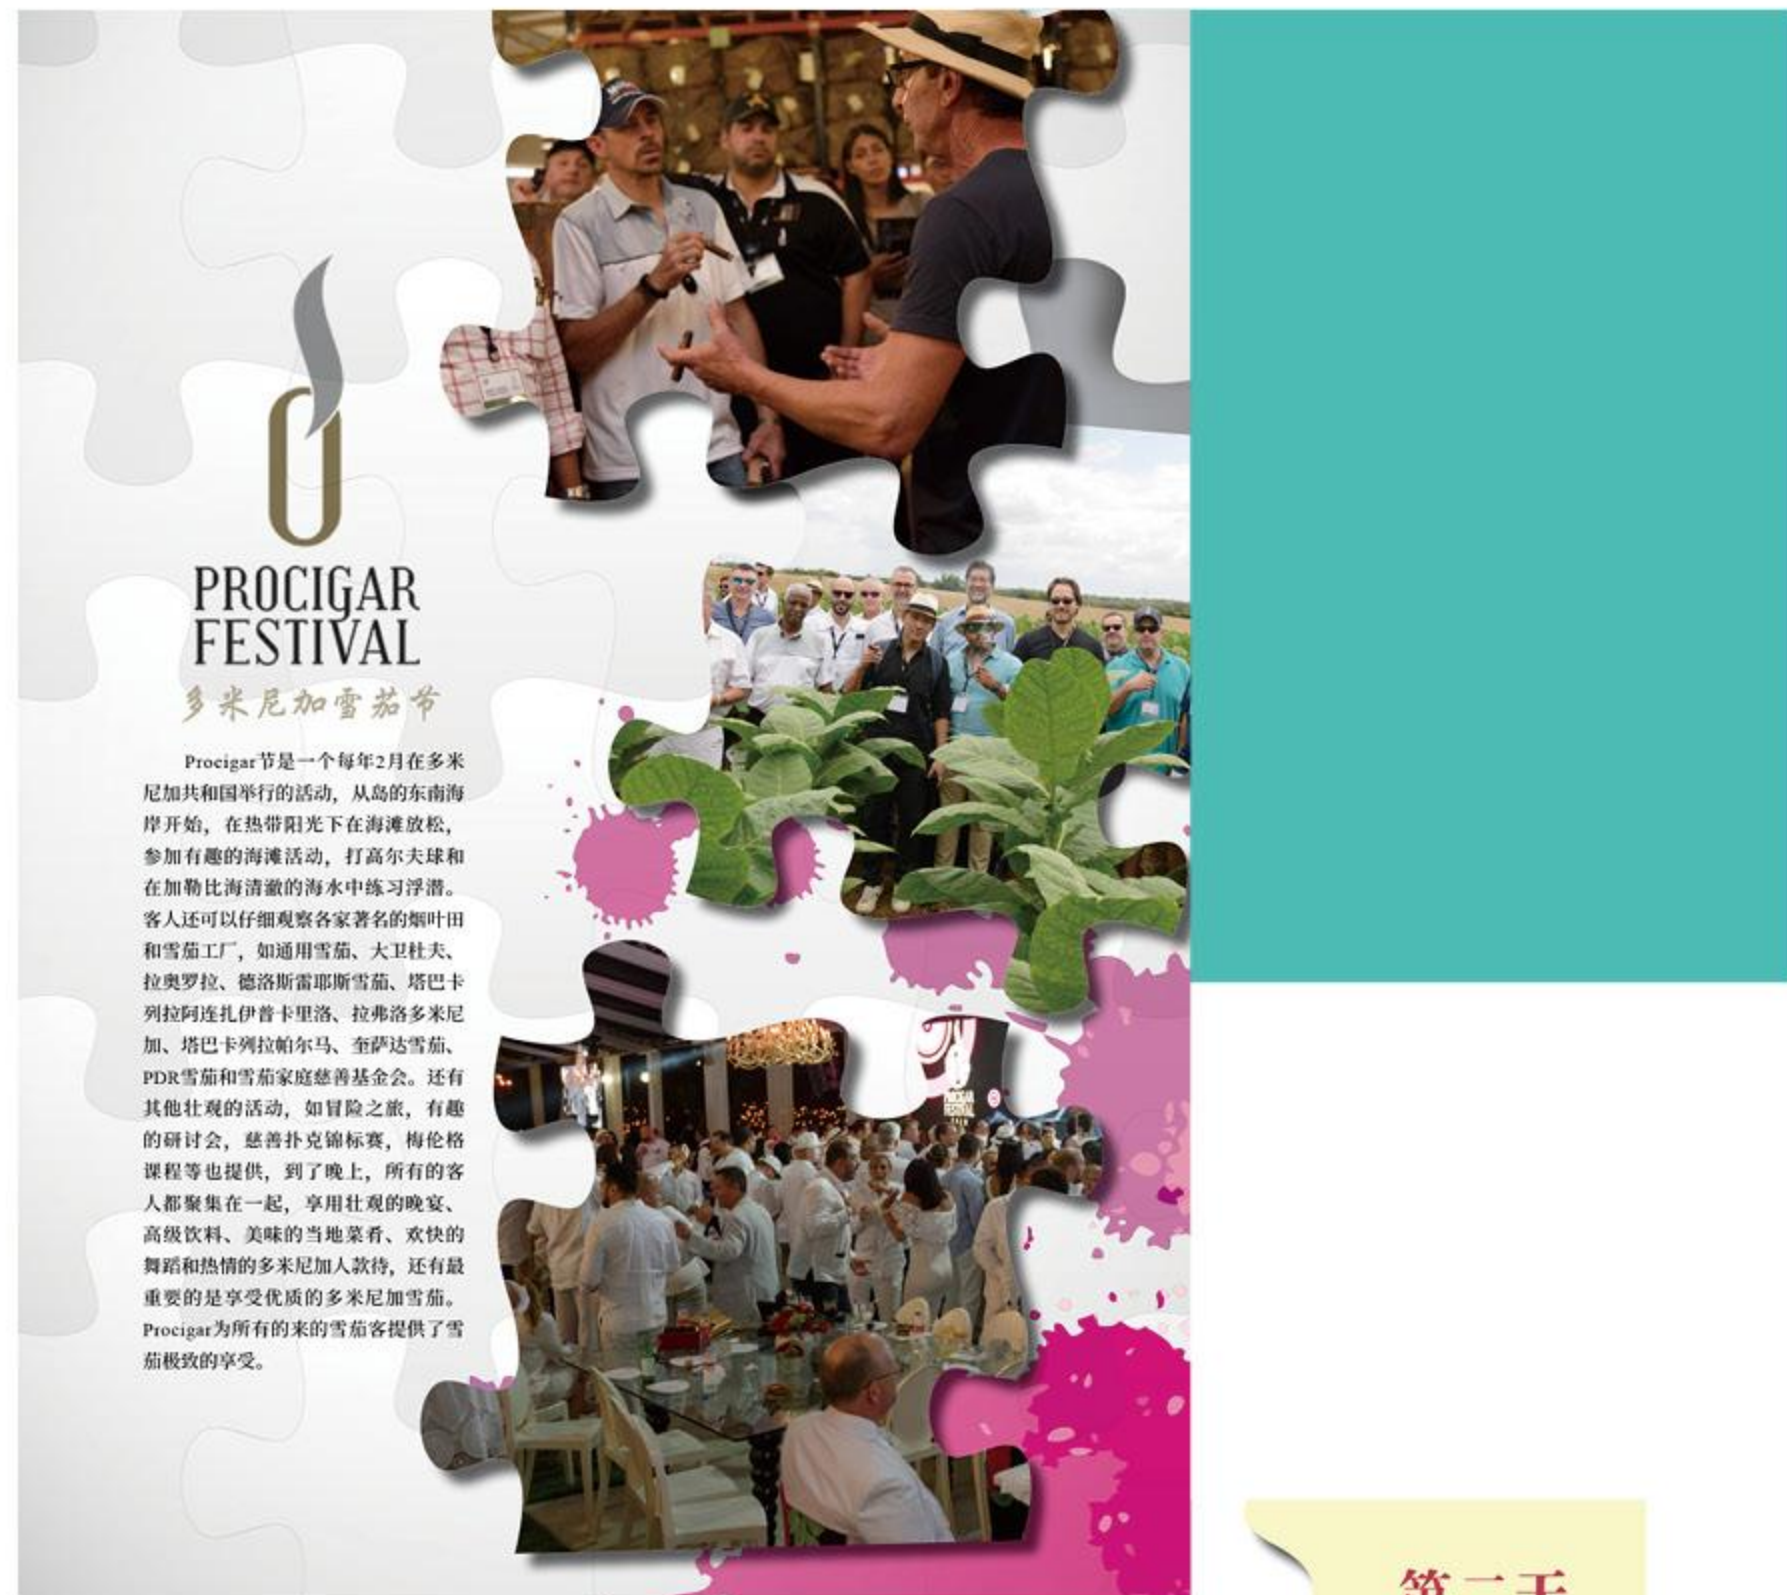 PROCIGAR
FESTIVAL
多米尼加雪茄节
Procigar节是一个每年2月在多米
尼加共和国举行的活动，从岛的东南海
岸开始，在热带阳光下在海滩放松，
参加有趣的海滩活动，打高尔夫球和
在加勒比海清澈的海水中练习浮潜。
客人还可以仔细观察各家著名的烟叶田
和雪茄工厂，如通用雪茄、大卫杜夫、
拉奥罗拉、德洛斯雷耶斯雪茄、塔巴卡
列拉阿连扎伊普卡里洛、拉弗洛多米尼
加、塔巴卡列拉帕尔马、奎萨达雪茄、
PDR雪茄和雪茄家庭慈善基金会。还有
其他壮观的活动，如冒险之旅，有趣
的研讨会，慈善扑克锦标赛，梅伦格
课程等也提供，到了晚上，所有的客
人都聚集在一起，享用壮观的晚宴、
高级饮料、美味的当地菜肴、欢快的
舞蹈和热情的多米尼加人款待，还有最
重要的是享受优质的多米尼加雪茄。
Procigar为所有的来的雪茄客提供了雪
茄极致的享受。
PROCIGAR
FESTIVAL
第二天